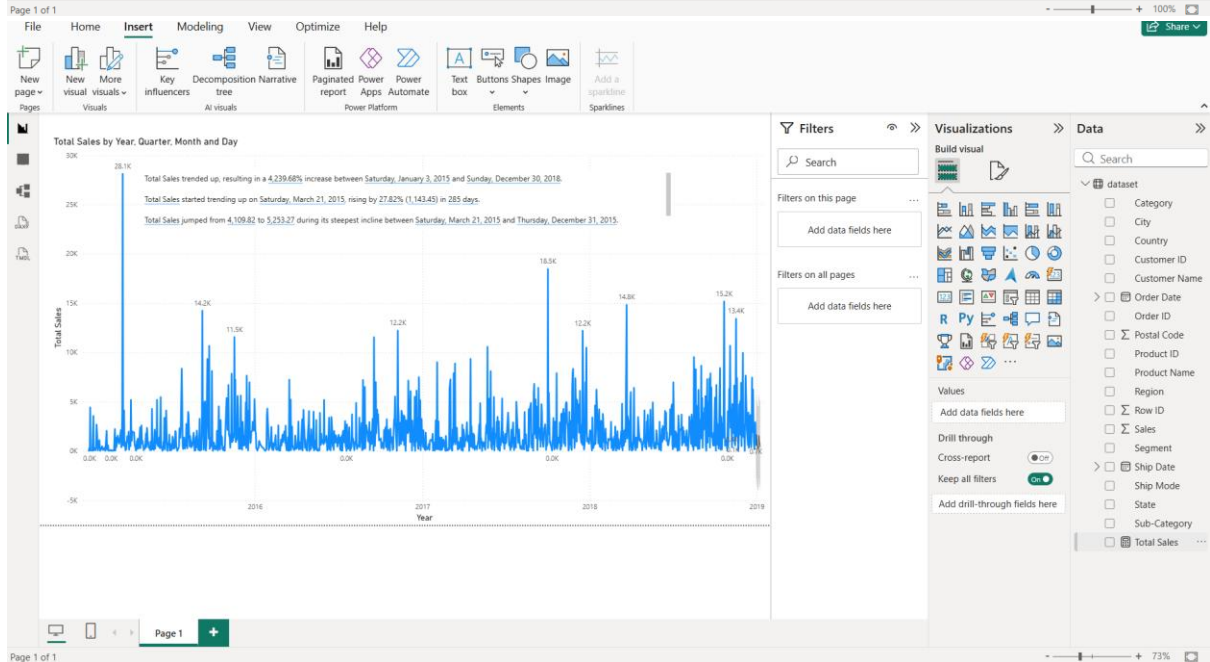 Page 1 of 1
- + 100%
File Home Insert Modeling View Optimize Help
Share
New page
New visual
More visuals
Key influencers
Decomposition tree
Narrative
Paginated report
Power Apps
Power Automate
Text box
Buttons
Shapes
Image
Add a sparkline
Pages Visuals AI visuals Power Platform Elements Sparklines
Total Sales by Year, Quarter, Month and Day
Total Sales trended up, resulting in a 4,239.68% increase between Saturday, January 3, 2015 and Sunday, December 30, 2018.
Total Sales started trending up on Saturday, March 21, 2015, rising by 27.82% (1,143.45) in 285 days.
Total Sales jumped from 4,109.82 to 5,253.27 during its steepest incline between Saturday, March 21, 2015 and Thursday, December 31, 2015.
Total Sales
30K
25K
20K
15K
10K
5K
0K
-5K
28.1K
14.2K
11.5K
12.2K
18.5K
12.2K
14.8K
15.2K
13.4K
0.0K 0.0K 0.0K 0.0K 0.0K 0.0K
2016 2017 2018 2019
Year
Filters
Search
Filters on this page ...
Add data fields here
Filters on all pages ...
Add data fields here
Visualizations
Build visual
123
R Py
...
Values
Add data fields here
Drill through
Cross-report Off
Keep all filters On
Add drill-through fields here
Data
Search
dataset
Category
City
Country
Customer ID
Customer Name
Order Date
Order ID
Σ Postal Code
Product ID
Product Name
Region
Σ Row ID
Σ Sales
Segment
Ship Date
Ship Mode
State
Sub-Category
Total Sales ...
Page 1 +
Page 1 of 1
- + 73%